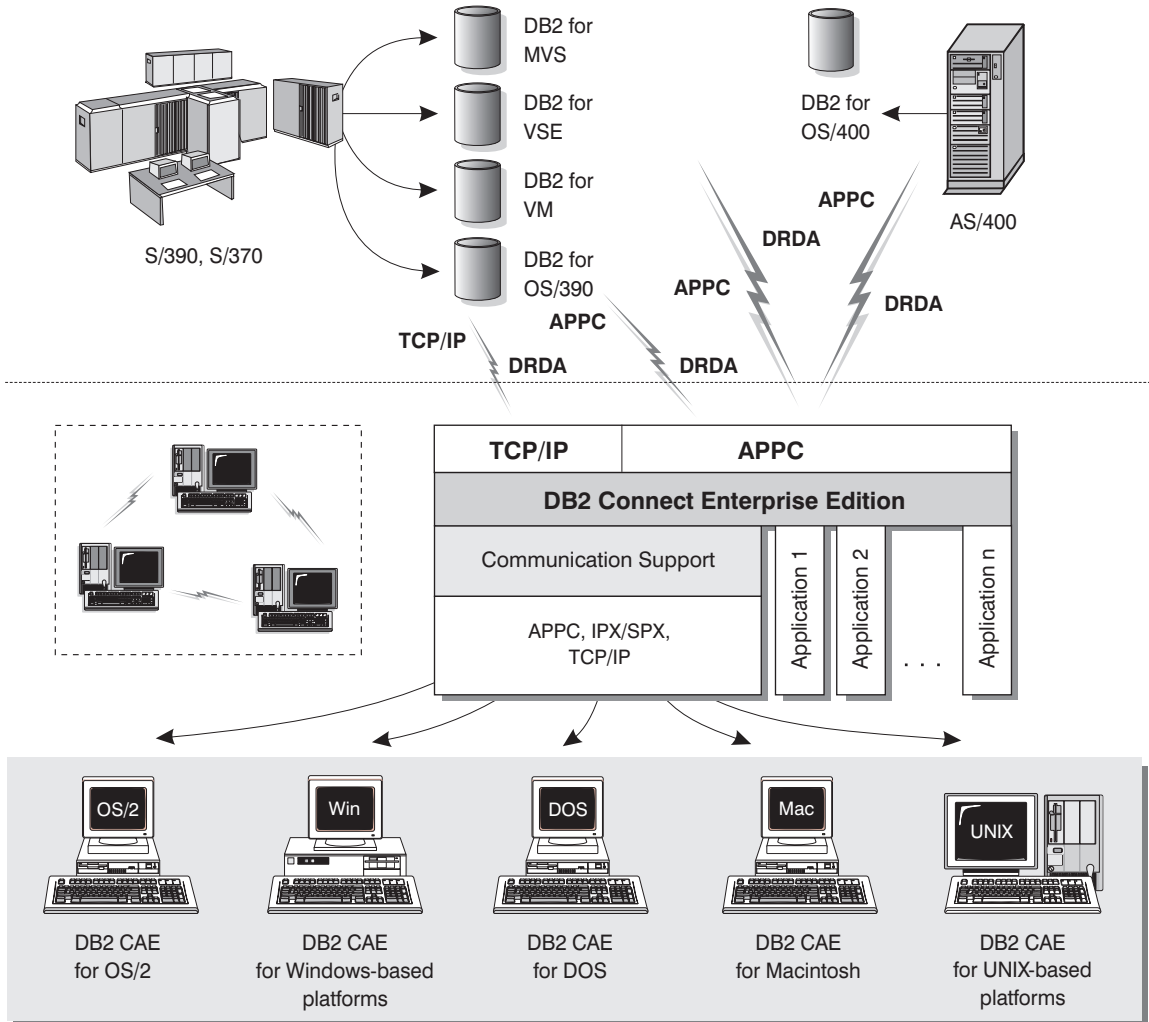 DB2 for
MVS
DB2 for
VSE
DB2 for
VM
DB2 for
OS/390
S/390, S/370
DB2 for
OS/400
AS/400
APPC
DRDA
APPC
DRDA
TCP/IP
DRDA
APPC
DRDA
TCP/IP
APPC
DB2 Connect Enterprise Edition
Communication Support
APPC, IPX/SPX,
TCP/IP
Application 1
Application 2
. . .
Application n
OS/2
Win
DOS
Mac
UNIX
DB2 CAE
for OS/2
DB2 CAE
for Windows-based
platforms
DB2 CAE
for DOS
DB2 CAE
for Macintosh
DB2 CAE
for UNIX-based
platforms